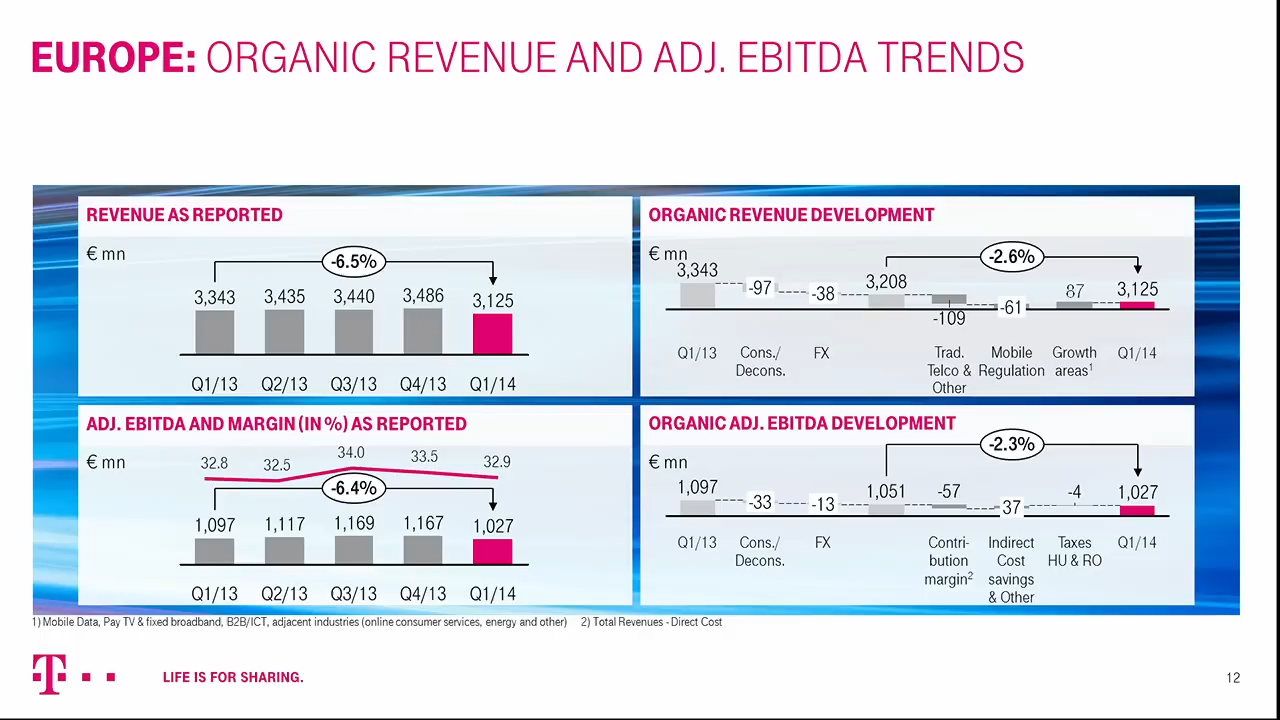 EUROPE: ORGANIC REVENUE AND ADJ. EBITDA TRENDS
REVENUE AS REPORTED
€ mn
-6.5%
3,343 3,435 3,440 3,486 3,125
Q1/13 Q2/13 Q3/13 Q4/13 Q1/14
ORGANIC REVENUE DEVELOPMENT
€ mn
-2.6%
3,343 -97 -38 3,208 -109 -61 87 3,125
Q1/13 Cons./ FX Trad. Mobile Growth Q1/14
Decons. Telco & Regulation areas1
Other
ADJ. EBITDA AND MARGIN (IN %) AS REPORTED
€ mn
32.8 32.5 34.0 33.5 32.9
-6.4%
1,097 1,117 1,169 1,167 1,027
Q1/13 Q2/13 Q3/13 Q4/13 Q1/14
ORGANIC ADJ. EBITDA DEVELOPMENT
-2.3%
€ mn
1,097 -33 -13 1,051 -57 37 -4 1,027
Q1/13 Cons./ FX Contri- Indirect Taxes Q1/14
Decons. bution Cost HU & RO
margin2 savings
& Other
1) Mobile Data, Pay TV & fixed broadband, B2B/ICT, adjacent industries (online consumer services, energy and other) 2) Total Revenues - Direct Cost
T
LIFE IS FOR SHARING.
12